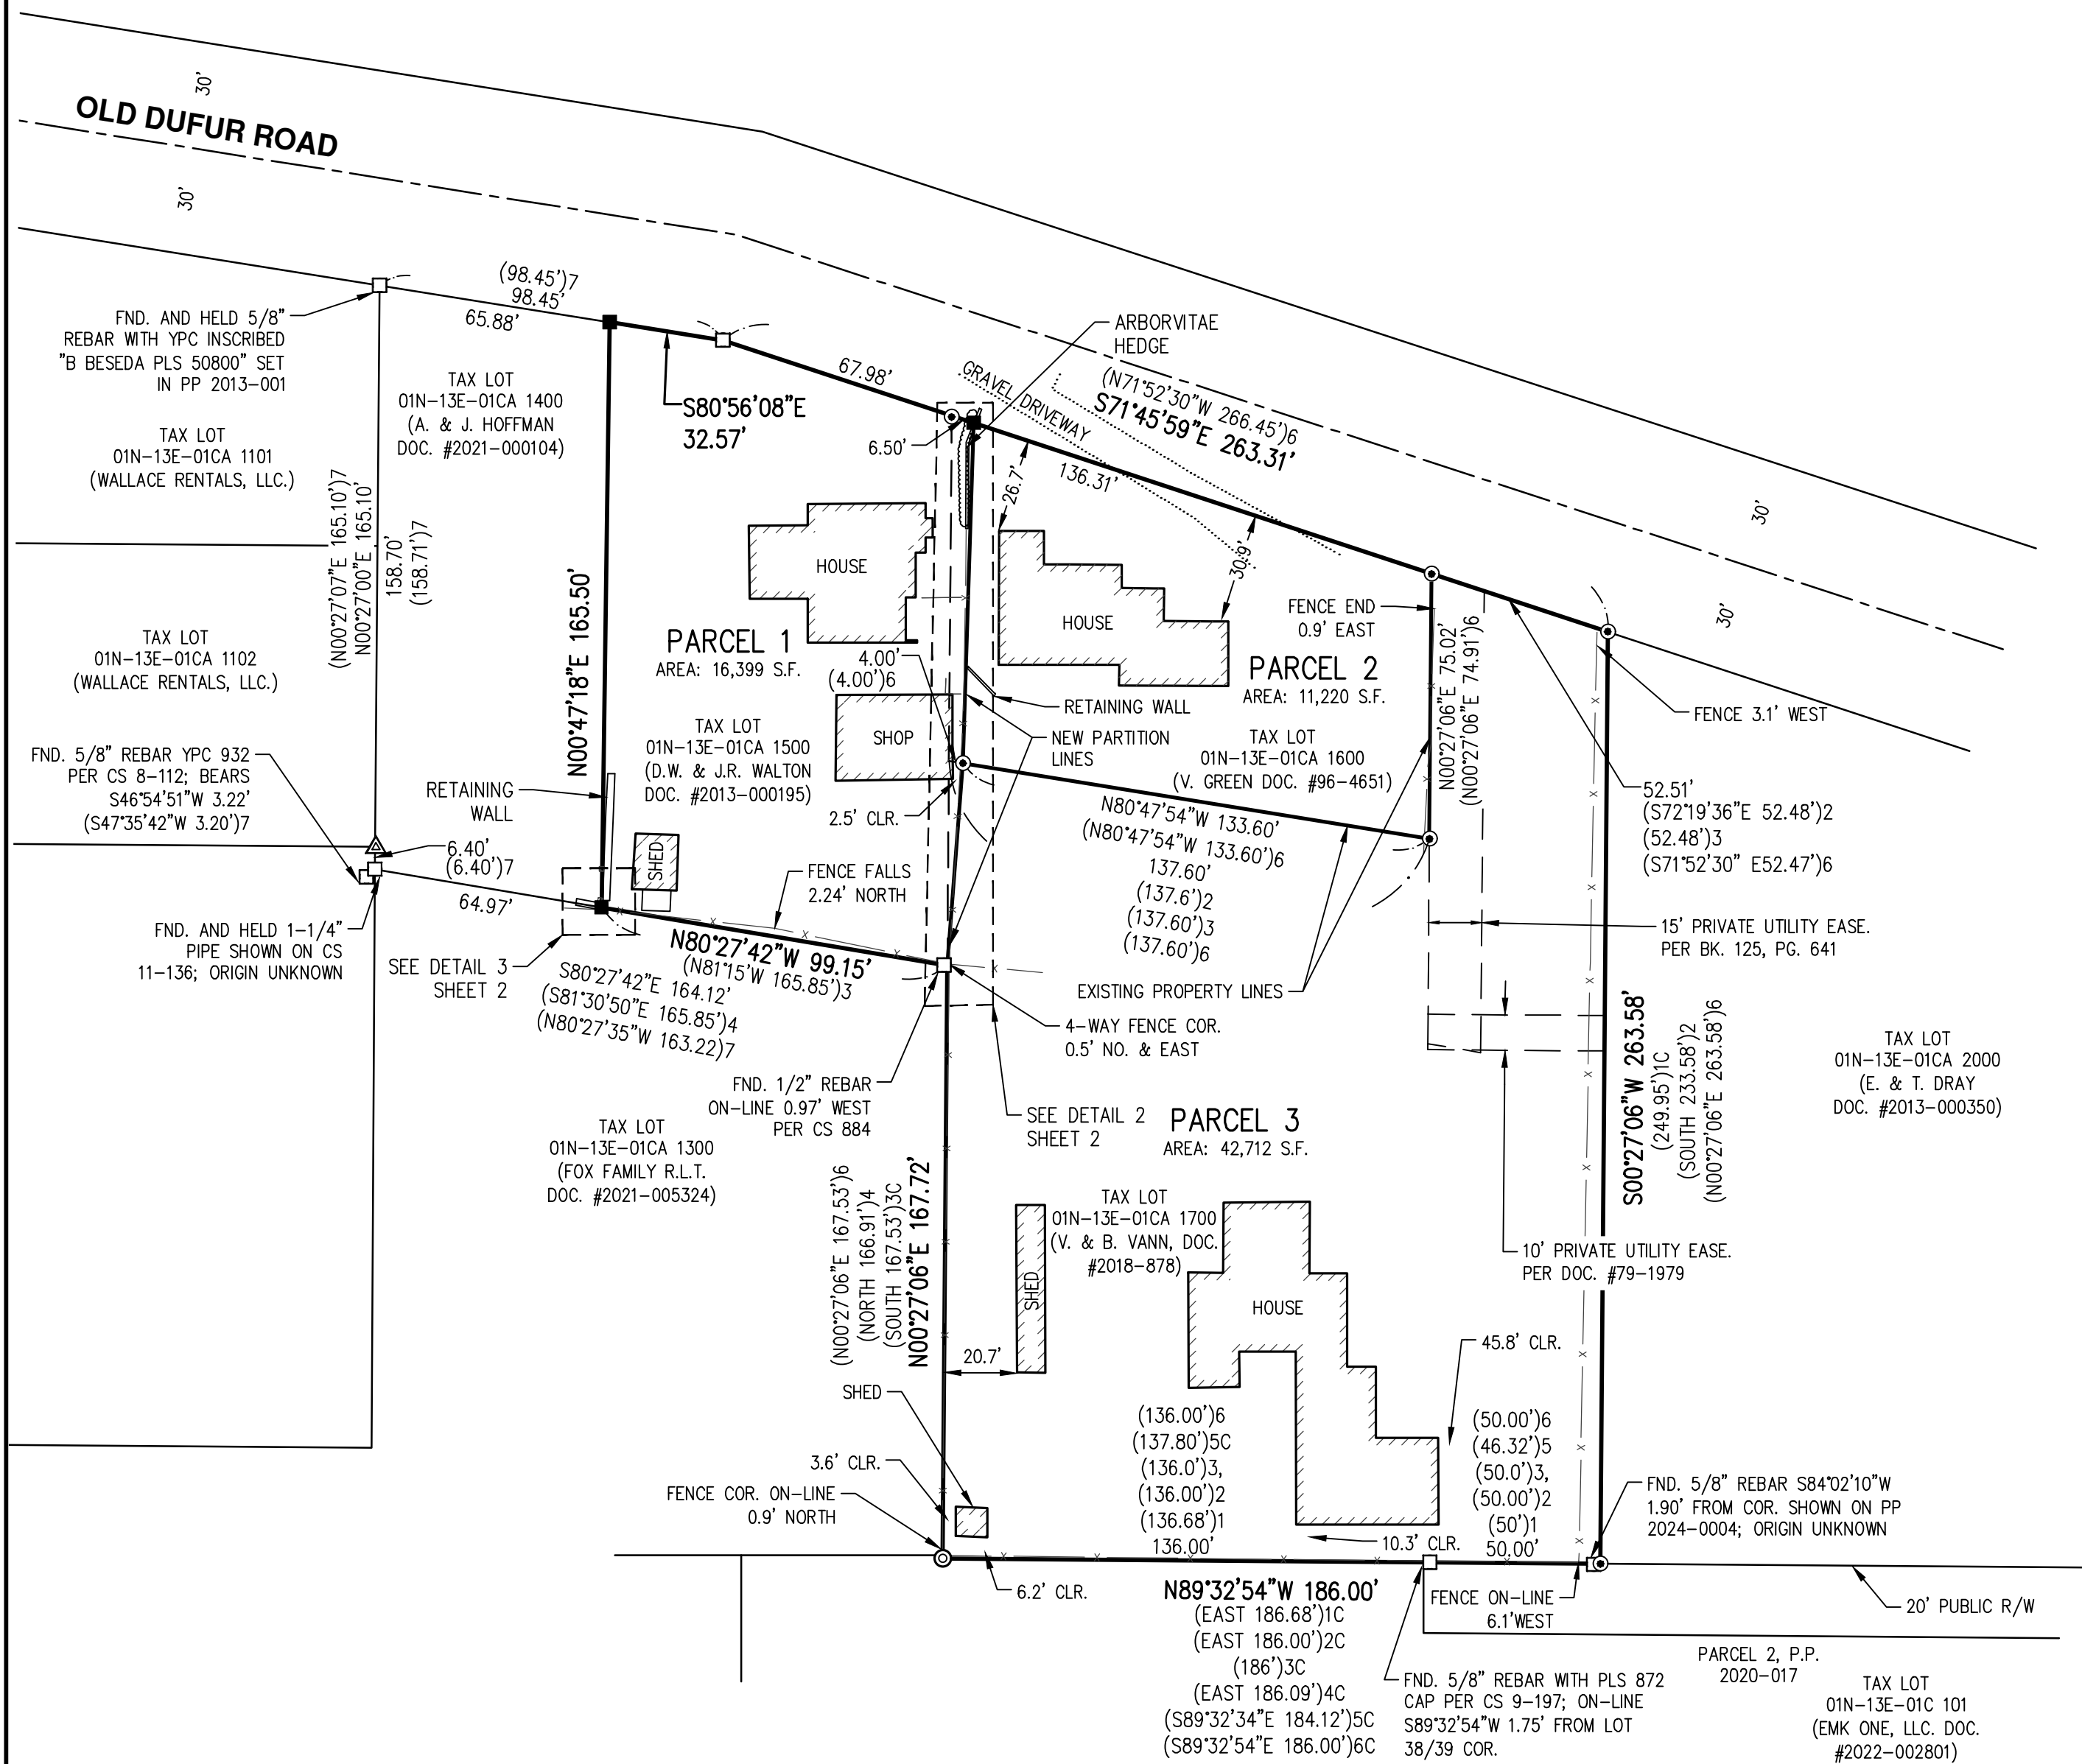 30'
OLD DUFUR ROAD
30'
(98.45')7
98.45'
65.88'
FND. AND HELD 5/8"
REBAR WITH YPC INSCRIBED
"B BESEDA PLS 50800" SET
IN PP 2013-001
TAX LOT
01N-13E-01CA 1101
(WALLACE RENTALS, LLC.)
TAX LOT
01N-13E-01CA 1400
(A. & J. HOFFMAN
DOC. #2021-000104)
S80°56'08"E
32.57'
67.98'
6.50'
ARBORVITAE
HEDGE
GRAVEL DRIVEWAY
(N71°52'30"W 266.45')6
S71°45'59"E 263.31'
136.31'
26.7'
30.9'
30'
30'
(N00°27'07"E 165.10')7
N00°27'00"E 165.10'
158.70'
(158.71')7
N00°47'18"E 165.50'
HOUSE
HOUSE
PARCEL 1
AREA: 16,399 S.F.
4.00'
(4.00')6
PARCEL 2
AREA: 11,220 S.F.
FENCE END
0.9' EAST
N00°27'06"E 75.02'
(N00°27'06"E 74.91')6
TAX LOT
01N-13E-01CA 1102
(WALLACE RENTALS, LLC.)
RETAINING WALL
FENCE 3.1' WEST
TAX LOT
01N-13E-01CA 1500
(D.W. & J.R. WALTON
DOC. #2013-000195)
SHOP
NEW PARTITION
LINES
TAX LOT
01N-13E-01CA 1600
(V. GREEN DOC. #96-4651)
FND. 5/8" REBAR YPC 932
PER CS 8-112; BEARS
S46°54'51"W 3.22'
(S47°35'42"W 3.20')7
RETAINING
WALL
2.5' CLR.
N80°47'54"W 133.60'
(N80°47'54"W 133.60')6
137.60'
(137.6')2
(137.60')3
(137.60')6
52.51'
(S72°19'36"E 52.48')2
(52.48')3
(S71°52'30" E52.47')6
6.40'
(6.40')7
64.97'
SHED
FENCE FALLS
2.24' NORTH
FND. AND HELD 1-1/4"
PIPE SHOWN ON CS
11-136; ORIGIN UNKNOWN
SEE DETAIL 3
SHEET 2
N80°27'42"W 99.15'
(N81°15'W 165.85')3
S80°27'42"E 164.12'
(S81°30'50"E 165.85')4
(N80°27'35"W 163.22)7
15' PRIVATE UTILITY EASE.
PER BK. 125, PG. 641
EXISTING PROPERTY LINES
4-WAY FENCE COR.
0.5' NO. & EAST
FND. 1/2" REBAR
ON-LINE 0.97' WEST
PER CS 884
SEE DETAIL 2
SHEET 2
PARCEL 3
AREA: 42,712 S.F.
S00°27'06"W 263.58'
(249.95')1C
(SOUTH 233.58')2
(N00°27'06"E 263.58')6
TAX LOT
01N-13E-01CA 2000
(E. & T. DRAY
DOC. #2013-000350)
TAX LOT
01N-13E-01CA 1300
(FOX FAMILY R.L.T.
DOC. #2021-005324)
(N00°27'06"E 167.53')6
(NORTH 166.91')4
(SOUTH 167.53')3C
N00°27'06"E 167.72'
TAX LOT
01N-13E-01CA 1700
(V. & B. VANN, DOC.
#2018-878)
10' PRIVATE UTILITY EASE.
PER DOC. #79-1979
SHED
HOUSE
20.7'
45.8' CLR.
SHED
3.6' CLR.
FENCE COR. ON-LINE
0.9' NORTH
(136.00')6
(137.80')5C
(136.0')3,
(136.00')2
(136.68')1
136.00'
(50.00')6
(46.32')5
(50.0')3,
(50.00')2
(50')1
50.00'
10.3' CLR.
FND. 5/8" REBAR S84°02'10"W
1.90' FROM COR. SHOWN ON PP
2024-0004; ORIGIN UNKNOWN
6.2' CLR.
N89°32'54"W 186.00'
(EAST 186.68')1C
(EAST 186.00')2C
(186')3C
(EAST 186.09')4C
(S89°32'34"E 184.12')5C
(S89°32'54"E 186.00')6C
FENCE ON-LINE
6.1'WEST
20' PUBLIC R/W
FND. 5/8" REBAR WITH PLS 872
CAP PER CS 9-197; ON-LINE
S89°32'54"W 1.75' FROM LOT
38/39 COR.
PARCEL 2, P.P.
2020-017
TAX LOT
01N-13E-01C 101
(EMK ONE, LLC. DOC.
#2022-002801)